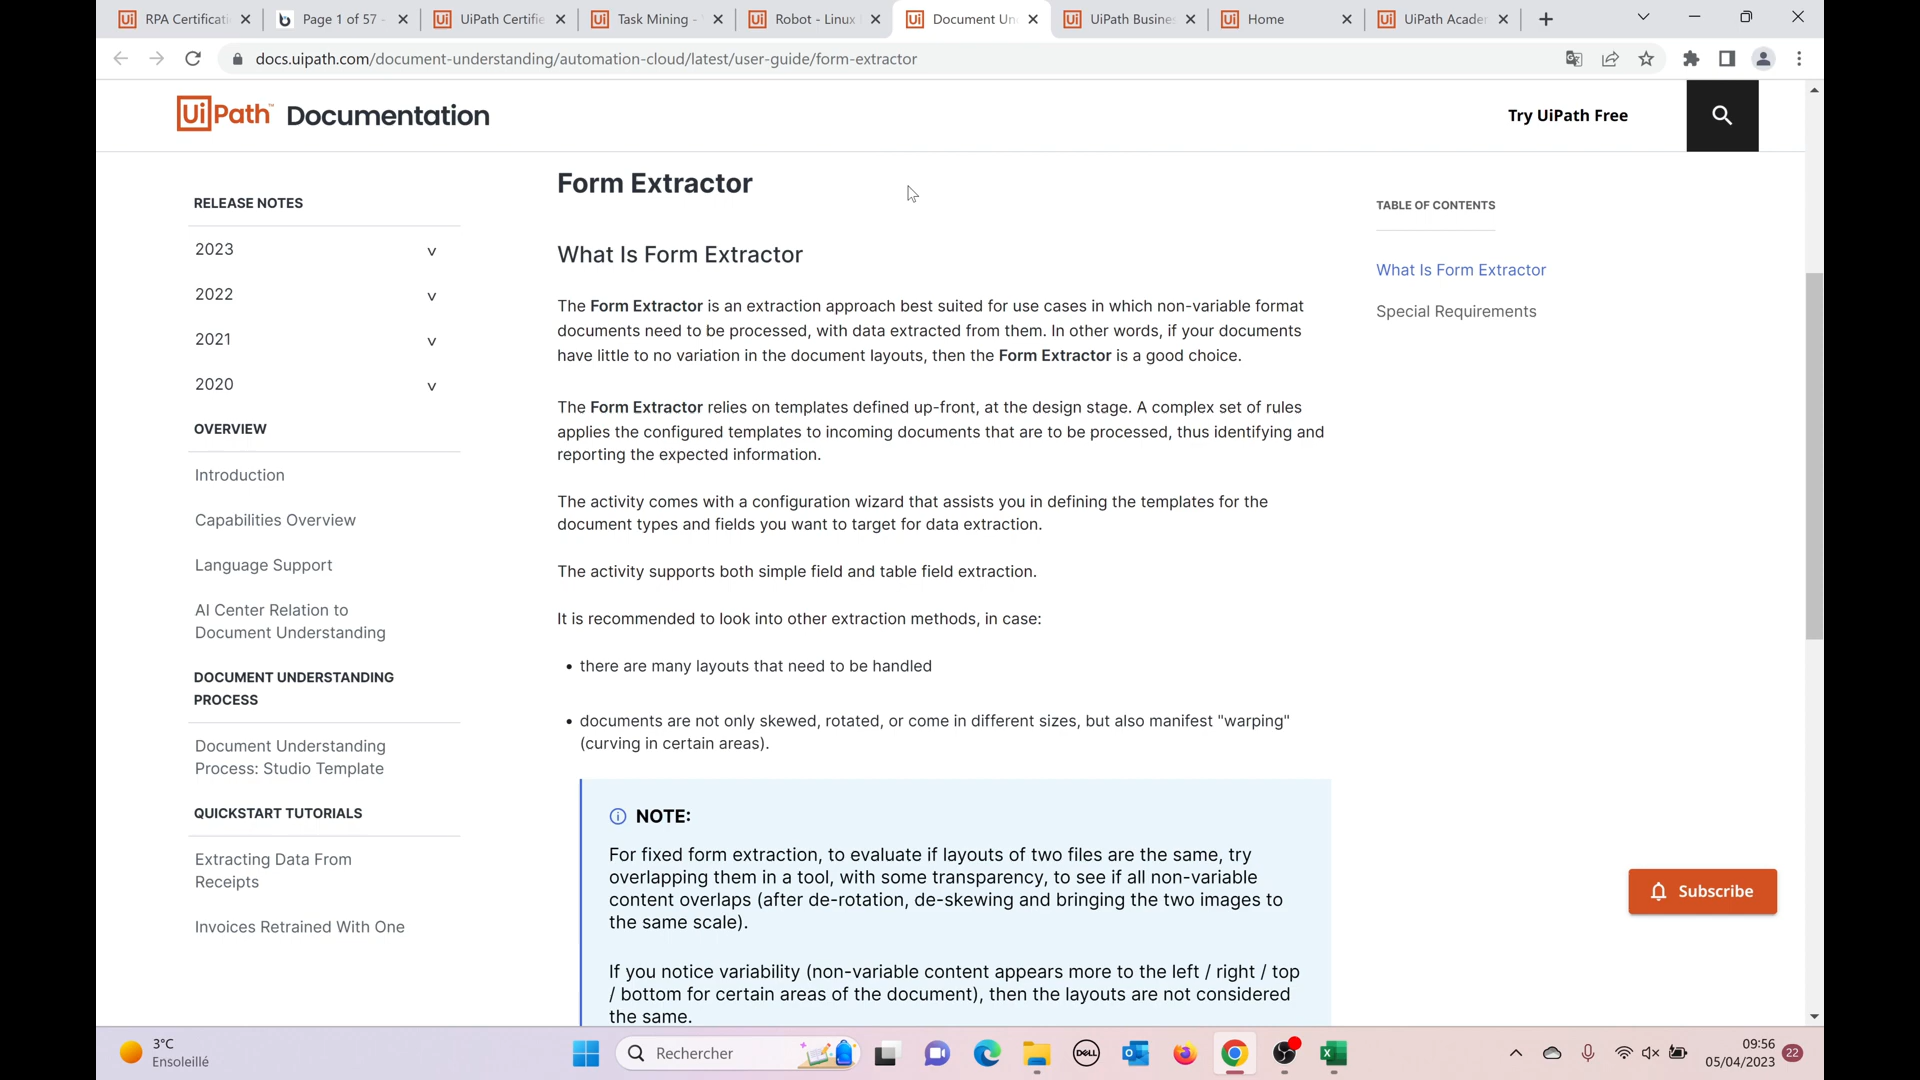 RPA Certificati
Page 1 of 57 -
UiPath Certifie
Task Mining -
Robot - Linux
Document Un
UiPath Busine
Home
UiPath Acade
docs.uipath.com/document-understanding/automation-cloud/latest/user-guide/form-extractor
UiPath™ Documentation
Try UiPath Free
RELEASE NOTES
2023
2022
2021
2020
OVERVIEW
Introduction
Capabilities Overview
Language Support
AI Center Relation to
Document Understanding
DOCUMENT UNDERSTANDING
PROCESS
Document Understanding
Process: Studio Template
QUICKSTART TUTORIALS
Extracting Data From
Receipts
Invoices Retrained With One
Form Extractor
What Is Form Extractor
The Form Extractor is an extraction approach best suited for use cases in which non-variable format
documents need to be processed, with data extracted from them. In other words, if your documents
have little to no variation in the document layouts, then the Form Extractor is a good choice.
The Form Extractor relies on templates defined up-front, at the design stage. A complex set of rules
applies the configured templates to incoming documents that are to be processed, thus identifying and
reporting the expected information.
The activity comes with a configuration wizard that assists you in defining the templates for the
document types and fields you want to target for data extraction.
The activity supports both simple field and table field extraction.
It is recommended to look into other extraction methods, in case:
• there are many layouts that need to be handled
• documents are not only skewed, rotated, or come in different sizes, but also manifest "warping"
(curving in certain areas).
NOTE:
For fixed form extraction, to evaluate if layouts of two files are the same, try
overlapping them in a tool, with some transparency, to see if all non-variable
content overlaps (after de-rotation, de-skewing and bringing the two images to
the same scale).
If you notice variability (non-variable content appears more to the left / right / top
/ bottom for certain areas of the document), then the layouts are not considered
the same.
TABLE OF CONTENTS
What Is Form Extractor
Special Requirements
Subscribe
3°C
Ensoleillé
Rechercher
DELL
09:56
05/04/2023
22